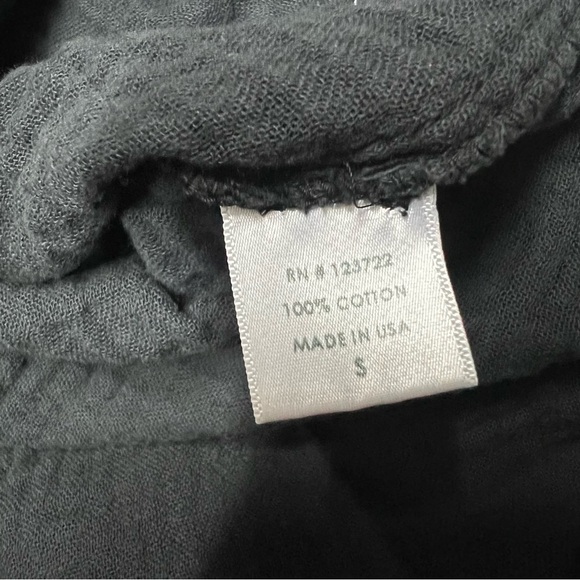 RN # 123722
100% COTTON
MADE IN USA
S